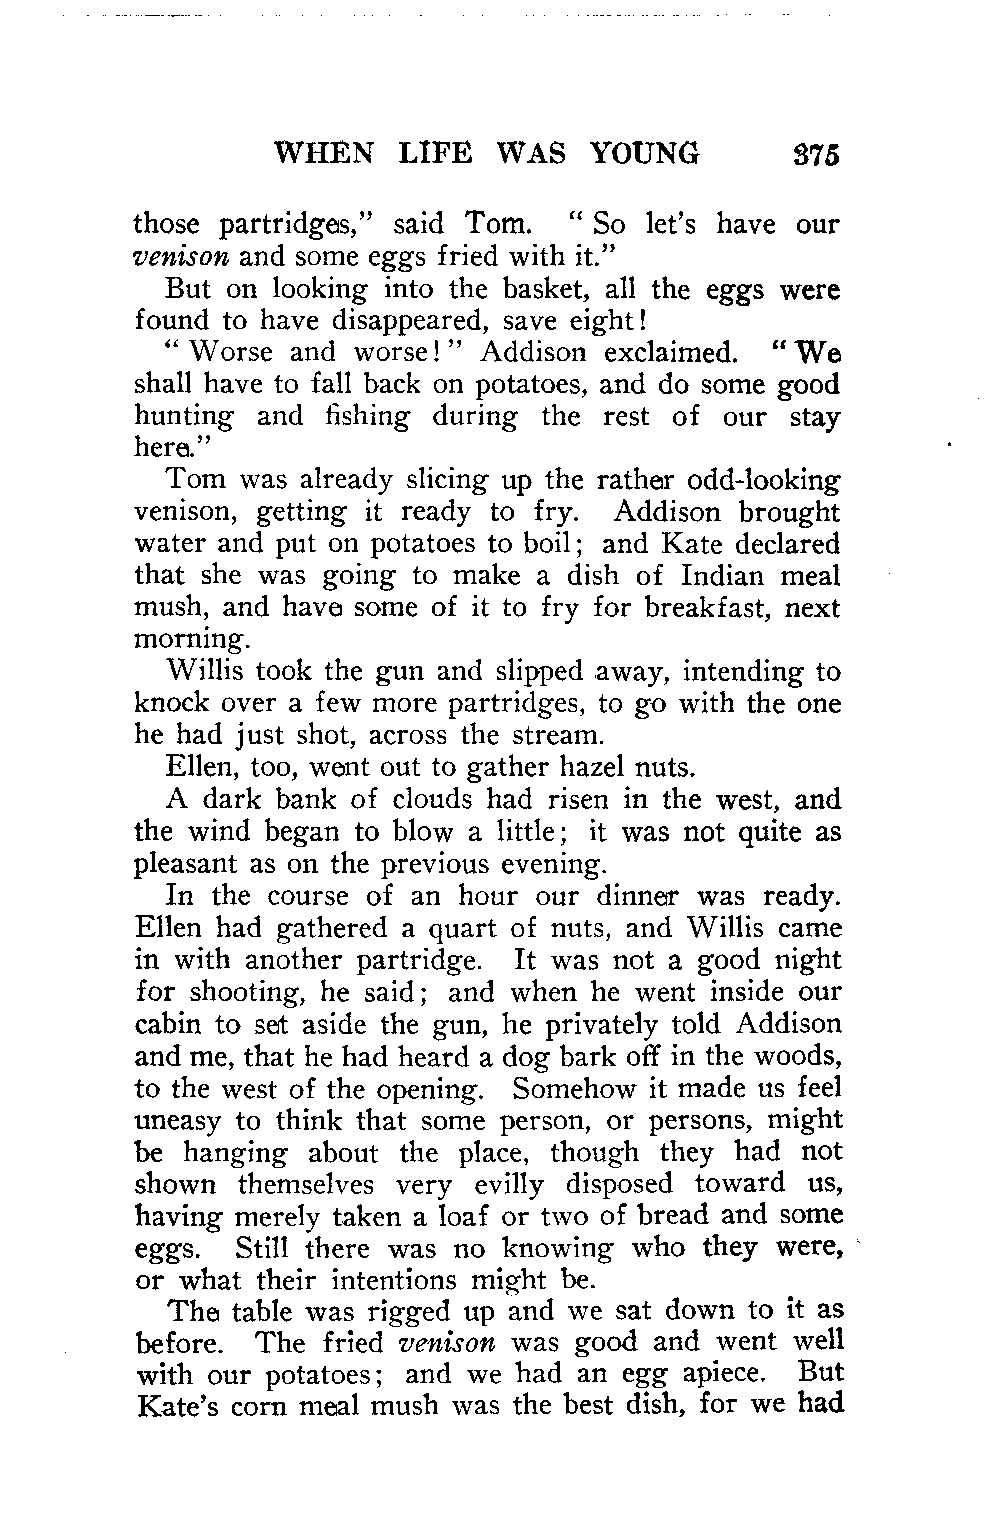 WHEN LIFE WAS YOUNG 375
those partridges,” said Tom. “ So let’s have our
venison and some eggs fried with it.”
But on looking into the basket, all the eggs were
found to have disappeared, save eight!
“ Worse and worse! ” Addison exclaimed. “ We
shall have to fall back on potatoes, and do some good
hunting and fishing during the rest of our stay
here.”
Tom was already slicing up the rather odd-looking
venison, getting it ready to fry. Addison brought
water and put on potatoes to boil; and Kate declared
that she was going to make a dish of Indian meal
mush, and have some of it to fry for breakfast, next
morning.
Willis took the gun and slipped away, intending to
knock over a few more partridges, to go with the one
he had just shot, across the stream.
Ellen, too, went out to gather hazel nuts.
A dark bank of clouds had risen in the west, and
the wind began to blow a little; it was not quite as
pleasant as on the previous evening.
In the course of an hour our dinner was ready.
Ellen had gathered a quart of nuts, and Willis came
in with another partridge. It was not a good night
for shooting, he said; and when he went inside our
cabin to set aside the gun, he privately told Addison
and me, that he had heard a dog bark off in the woods,
to the west of the opening. Somehow it made us feel
uneasy to think that some person, or persons, might
be hanging about the place, though they had not
shown themselves very evilly disposed toward us,
having merely taken a loaf or two of bread and some
eggs. Still there was no knowing who they were,
or what their intentions might be.
The table was rigged up and we sat down to it as
before. The fried venison was good and went well
with our potatoes; and we had an egg apiece. But
Kate’s corn meal mush was the best dish, for we had